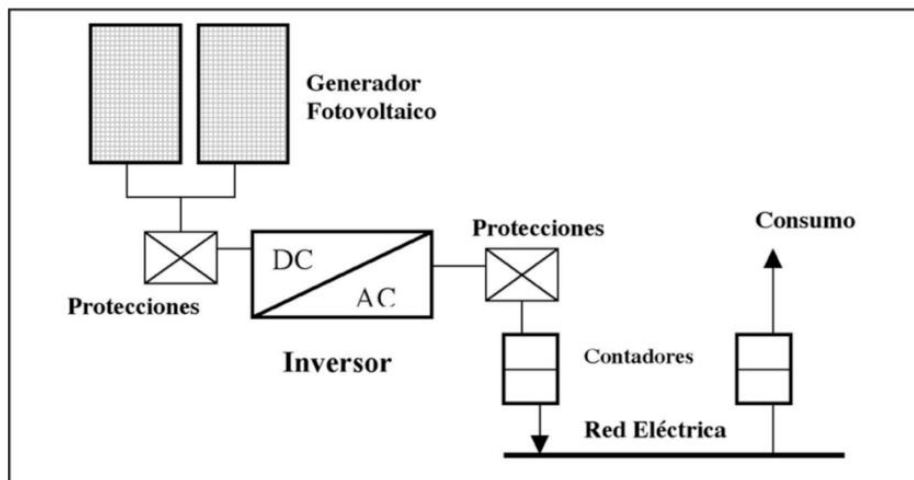 Generador
Fotovoltaico
Protecciones
Consumo
DC
AC
Protecciones
Inversor
Contadores
Red Eléctrica